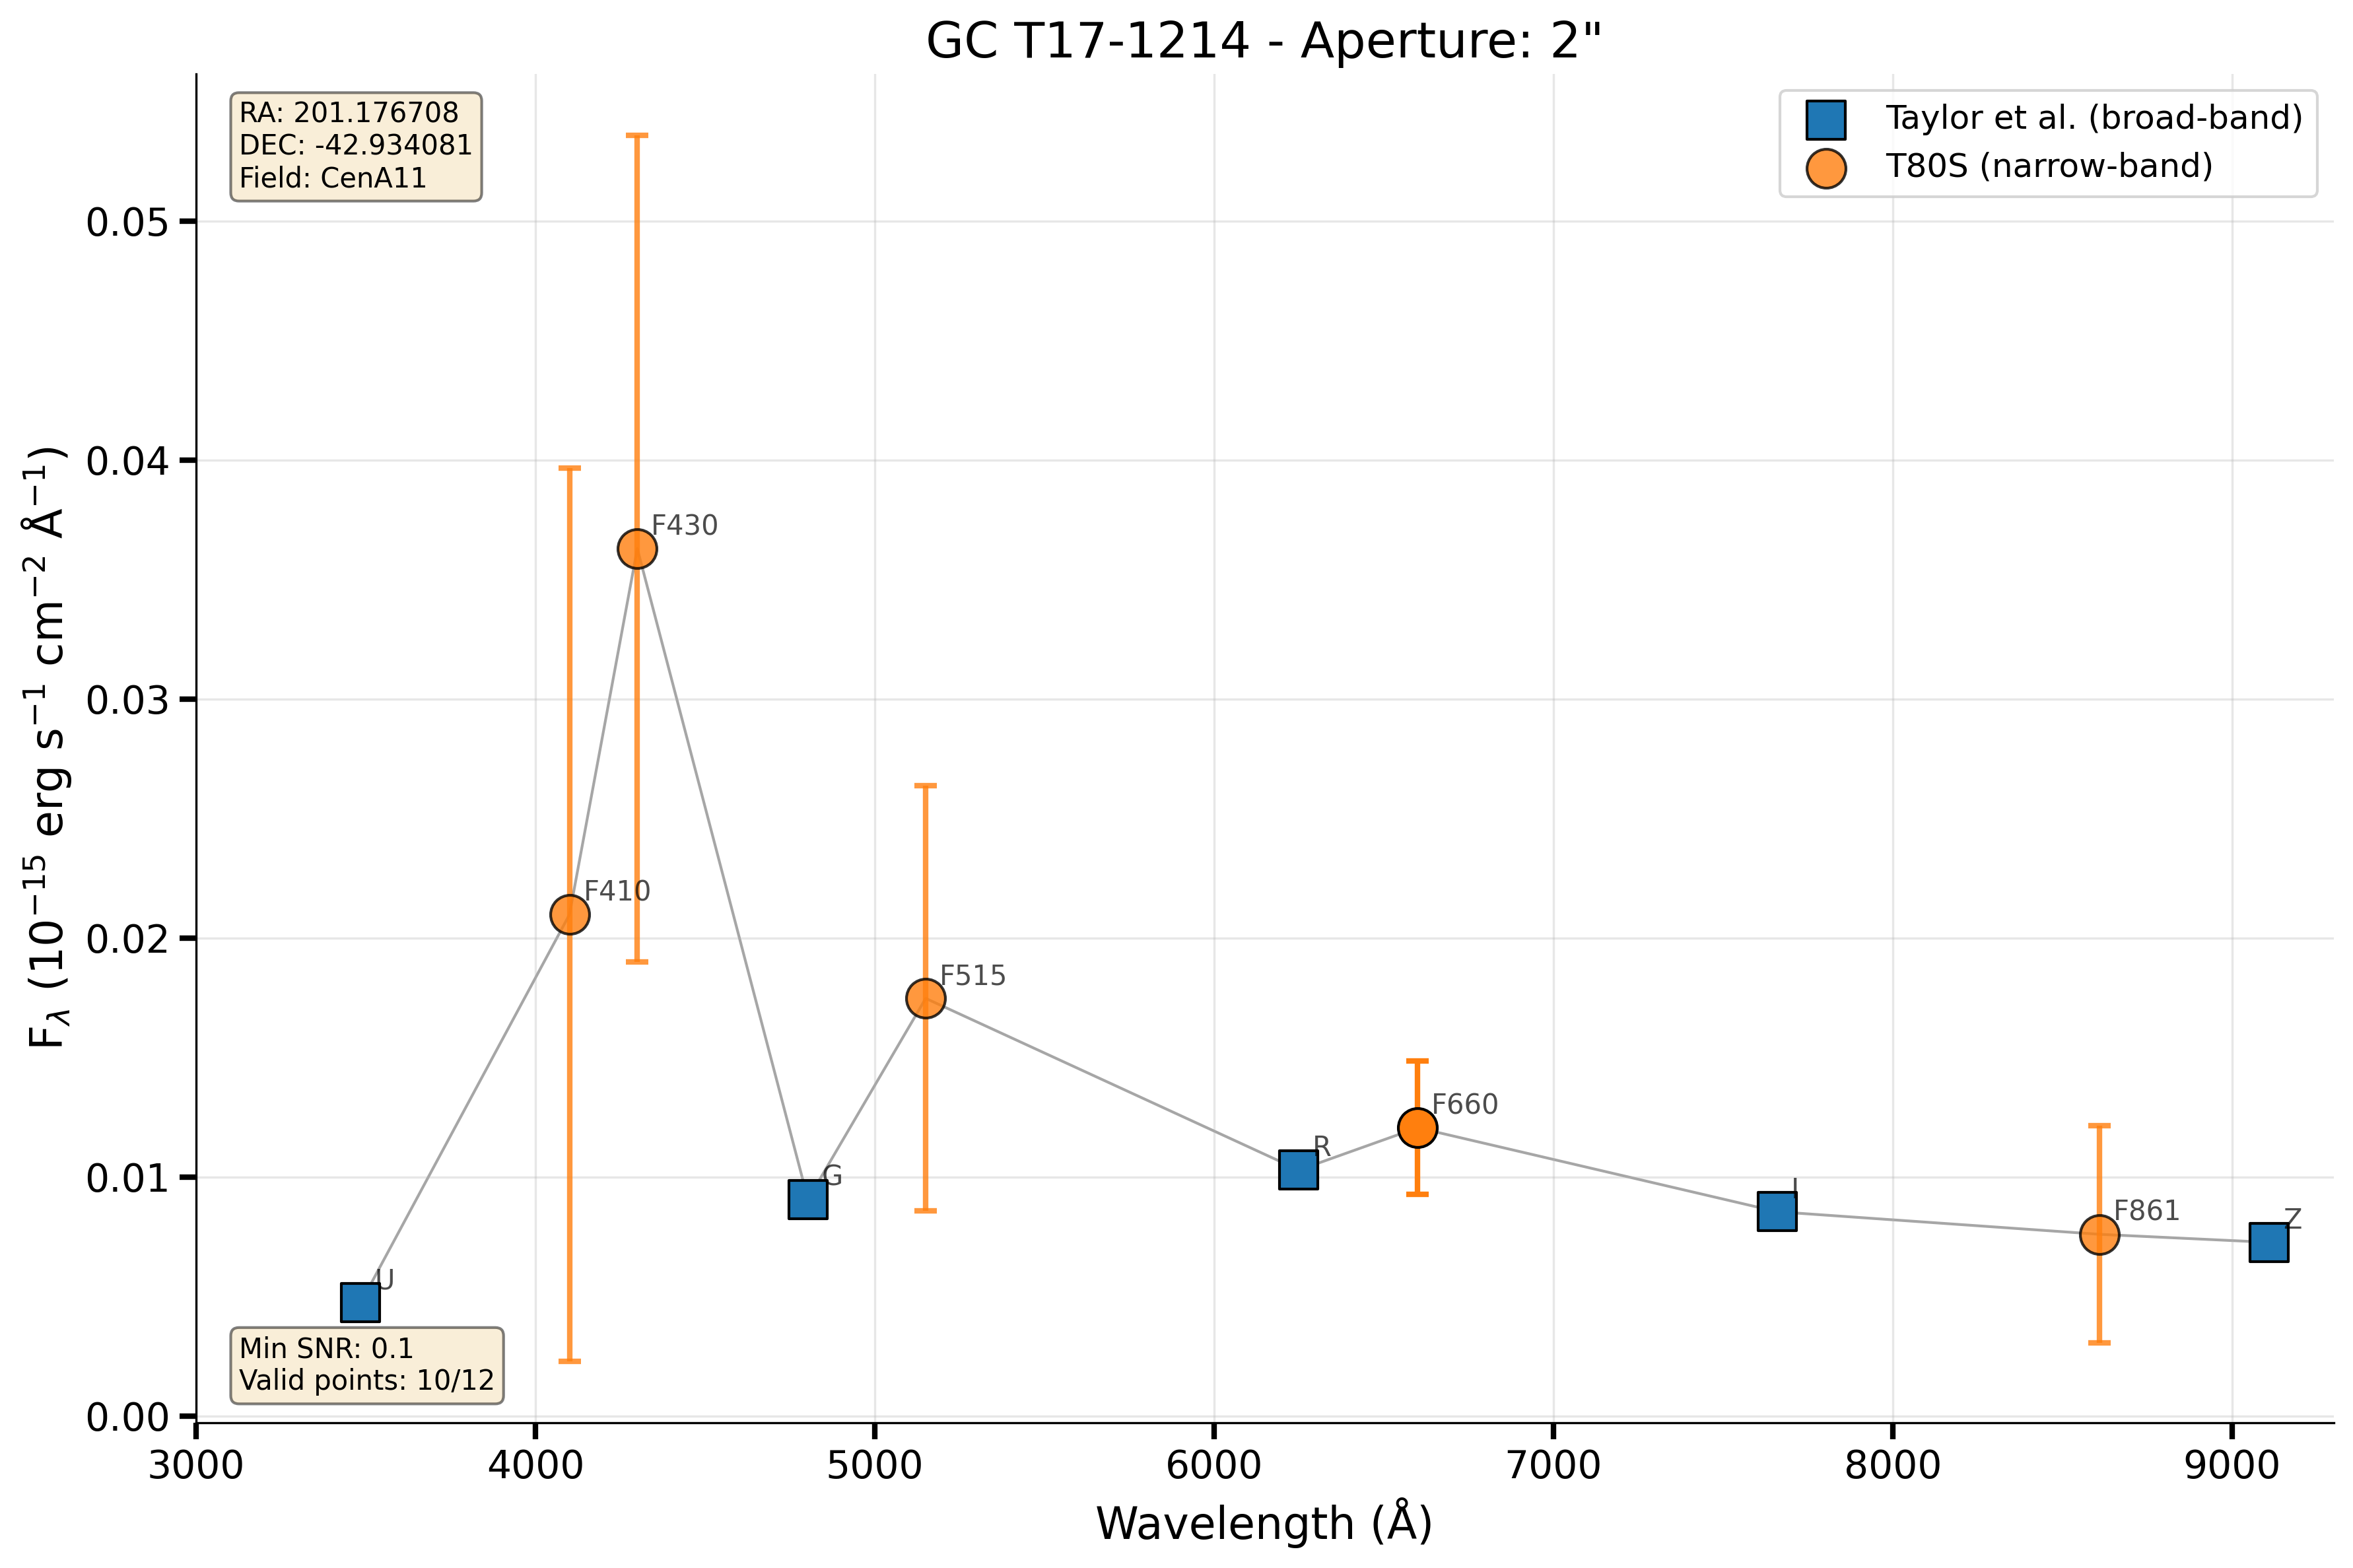 GC T17-1214 - Aperture: 2"
RA: 201.176708
DEC: -42.934081
Field: CenA11
Taylor et al. (broad-band)
T80S (narrow-band)
0.05
0.04
0.03
0.02
0.01
0.00
F$_\lambda$ (10$^{-15}$ erg s$^{-1}$ cm$^{-2}$ Å$^{-1}$)
F430
F410
F515
F660
R
G
I
F861
Z
U
Min SNR: 0.1
Valid points: 10/12
3000 4000 5000 6000 7000 8000 9000
Wavelength (Å)